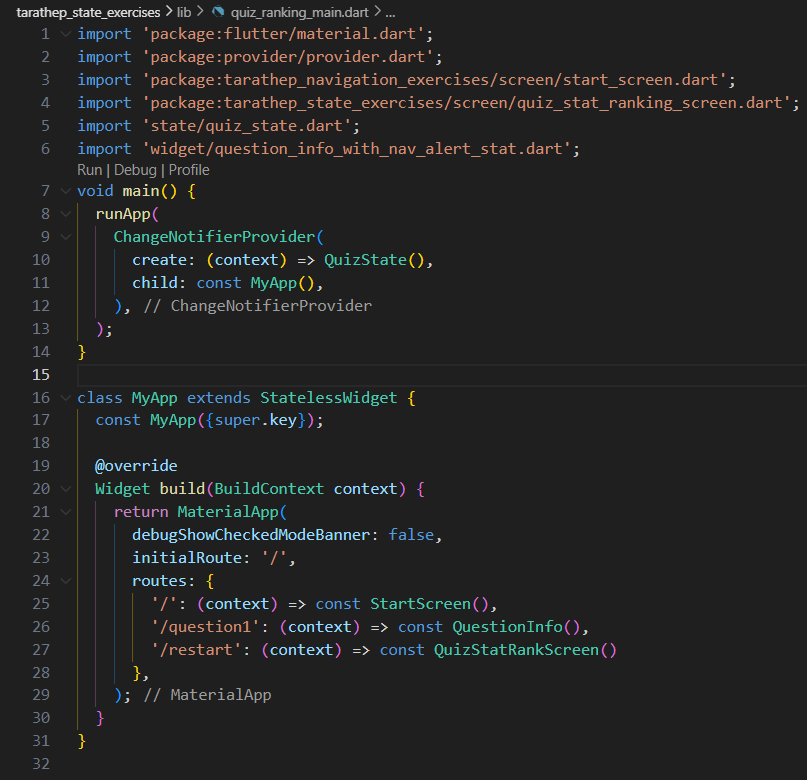 tarathep_state_exercises > lib > quiz_ranking_main.dart > ...
1 import 'package:flutter/material.dart';
2 import 'package:provider/provider.dart';
3 import 'package:tarathep_navigation_exercises/screen/start_screen.dart';
4 import 'package:tarathep_state_exercises/screen/quiz_stat_ranking_screen.dart';
5 import 'state/quiz_state.dart';
6 import 'widget/question_info_with_nav_alert_stat.dart';
Run | Debug | Profile
7 void main() {
8   runApp(
9     ChangeNotifierProvider(
10       create: (context) => QuizState(),
11       child: const MyApp(),
12     ), // ChangeNotifierProvider
13   );
14 }
15
16 class MyApp extends StatelessWidget {
17   const MyApp({super.key});
18
19   @override
20   Widget build(BuildContext context) {
21     return MaterialApp(
22       debugShowCheckedModeBanner: false,
23       initialRoute: '/',
24       routes: {
25         '/': (context) => const StartScreen(),
26         '/question1': (context) => const QuestionInfo(),
27         '/restart': (context) => const QuizStatRankScreen()
28       },
29     ); // MaterialApp
30   }
31 }
32